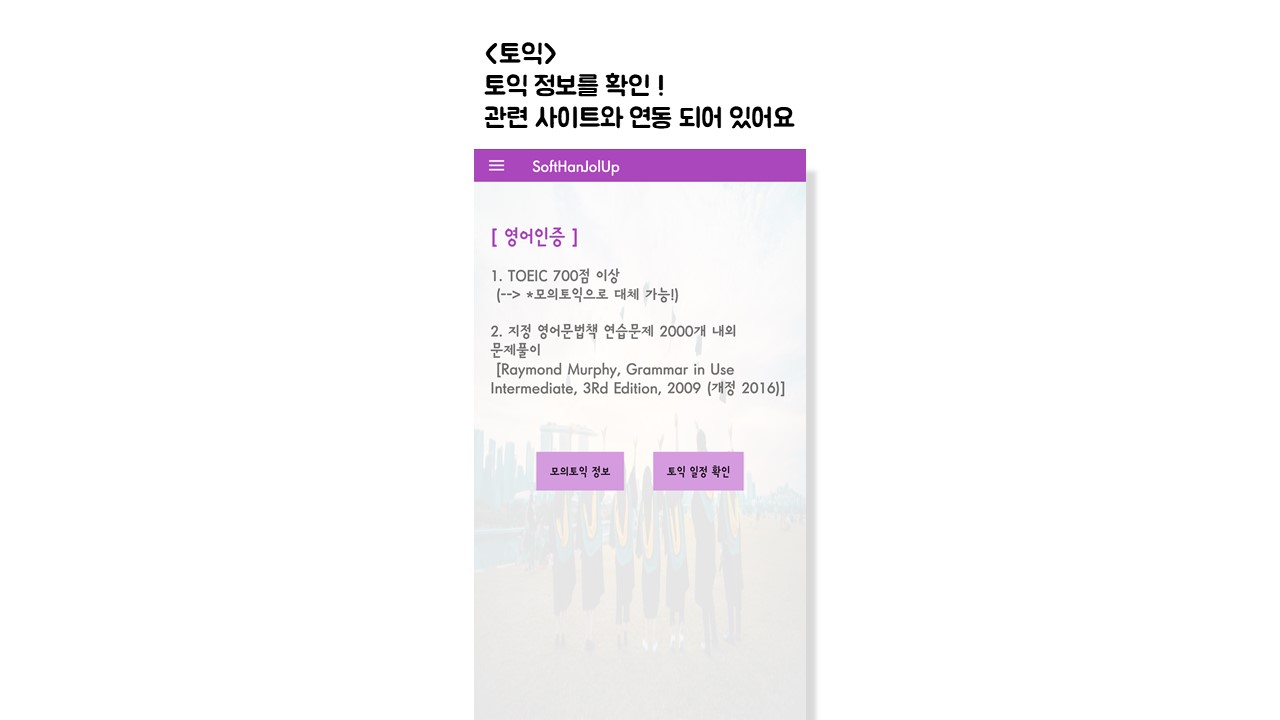 <토익>
토익 정보를 확인 !
관련 사이트와 연동 되어 있어요
SoftHanJolUp
[ 영어인증 ]
1. TOEIC 700점 이상
(--> *모의토익으로 대체 가능!)
2. 지정 영어문법책 연습문제 2000개 내외
문제풀이
[Raymond Murphy, Grammar in Use
Intermediate, 3Rd Edition, 2009 (개정 2016)]
모의토익 정보
토익 일정 확인